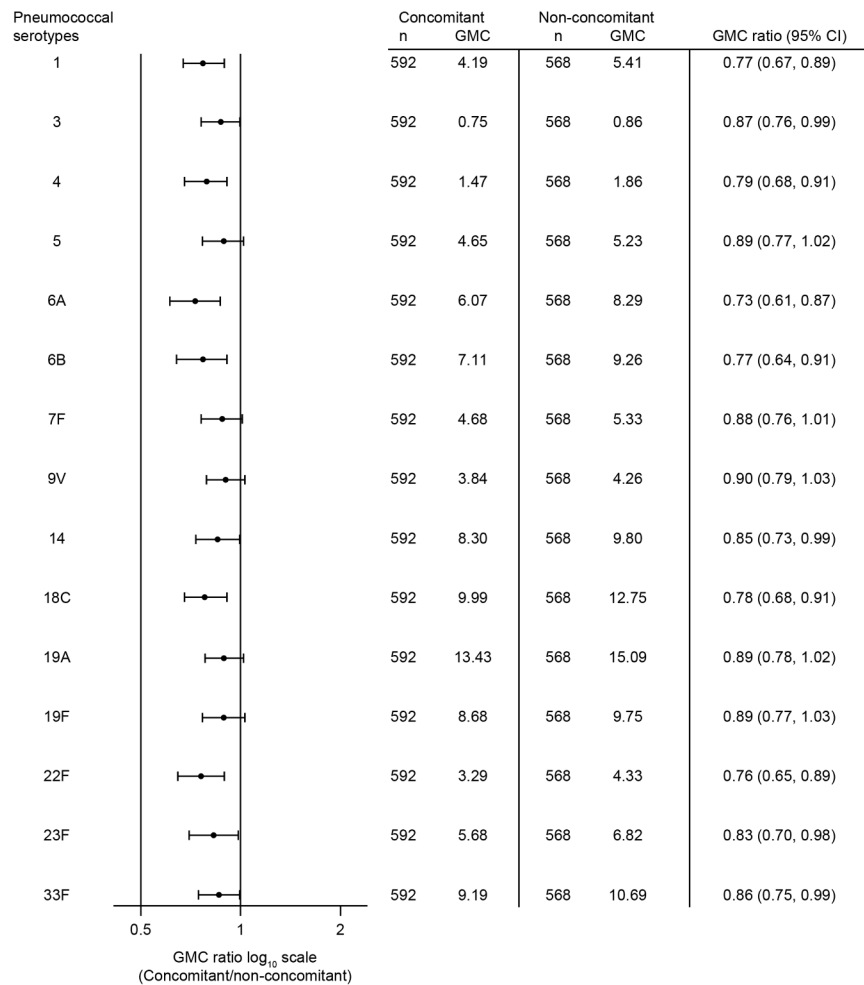 Pneumococcal Concomitant Non-concomitant
serotypes n GMC n GMC GMC ratio (95% CI)
1 592 4.19 568 5.41 0.77 (0.67, 0.89)
3 592 0.75 568 0.86 0.87 (0.76, 0.99)
4 592 1.47 568 1.86 0.79 (0.68, 0.91)
5 592 4.65 568 5.23 0.89 (0.77, 1.02)
6A 592 6.07 568 8.29 0.73 (0.61, 0.87)
6B 592 7.11 568 9.26 0.77 (0.64, 0.91)
7F 592 4.68 568 5.33 0.88 (0.76, 1.01)
9V 592 3.84 568 4.26 0.90 (0.79, 1.03)
14 592 8.30 568 9.80 0.85 (0.73, 0.99)
18C 592 9.99 568 12.75 0.78 (0.68, 0.91)
19A 592 13.43 568 15.09 0.89 (0.78, 1.02)
19F 592 8.68 568 9.75 0.89 (0.77, 1.03)
22F 592 3.29 568 4.33 0.76 (0.65, 0.89)
23F 592 5.68 568 6.82 0.83 (0.70, 0.98)
33F 592 9.19 568 10.69 0.86 (0.75, 0.99)
0.5 1 2
GMC ratio log₁₀ scale
(Concomitant/non-concomitant)